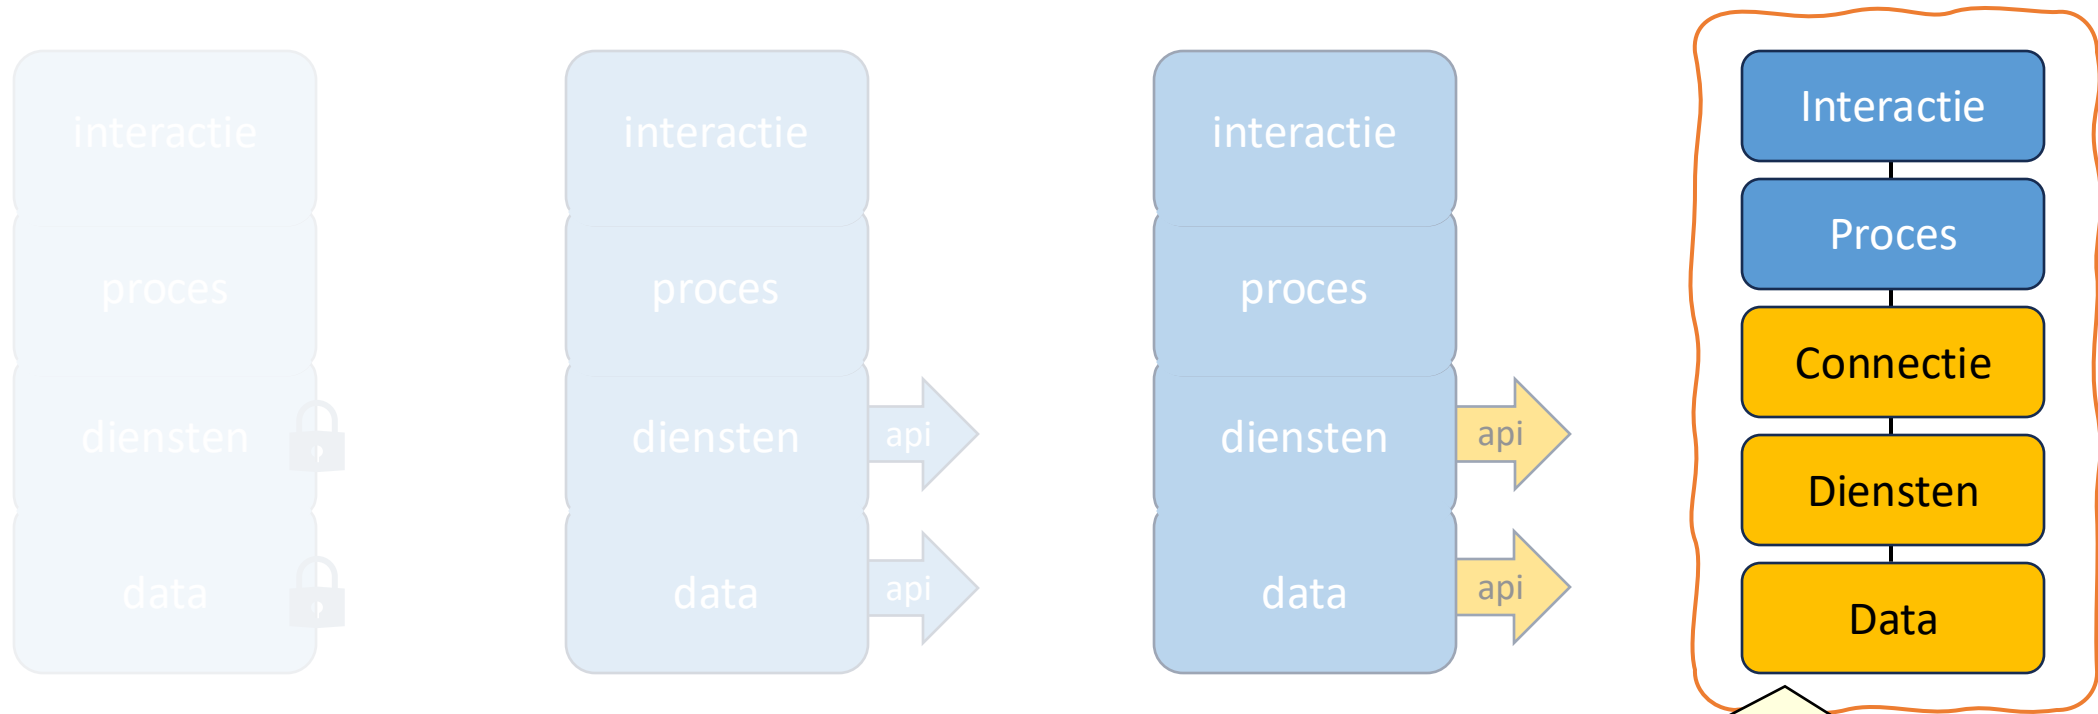 interactie
proces
diensten
data
interactie
proces
diensten
api
data
api
interactie
proces
diensten
api
data
api
Interactie
Proces
Connectie
Diensten
Data